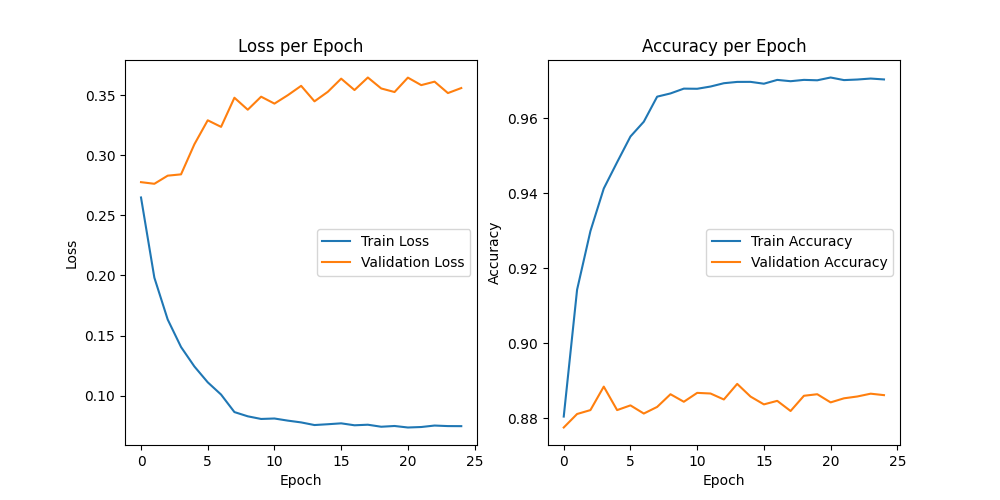 Loss per Epoch
0.35
0.30
0.25
0.20
0.15
0.10
Loss
Train Loss
Validation Loss
0 5 10 15 20 25
Epoch
Accuracy per Epoch
0.96
0.94
0.92
0.90
0.88
Accuracy
Train Accuracy
Validation Accuracy
0 5 10 15 20 25
Epoch